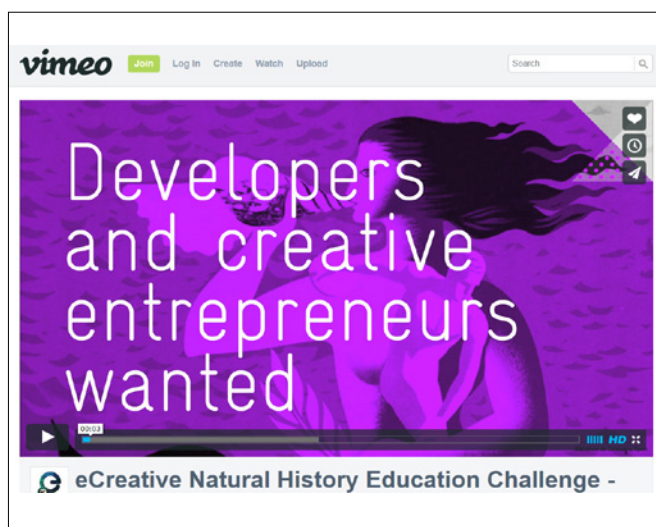 vimeo Join Log In Create Watch Upload Search
Developers
and creative
entrepreneurs
wanted
00:03
HD
eCreative Natural History Education Challenge -